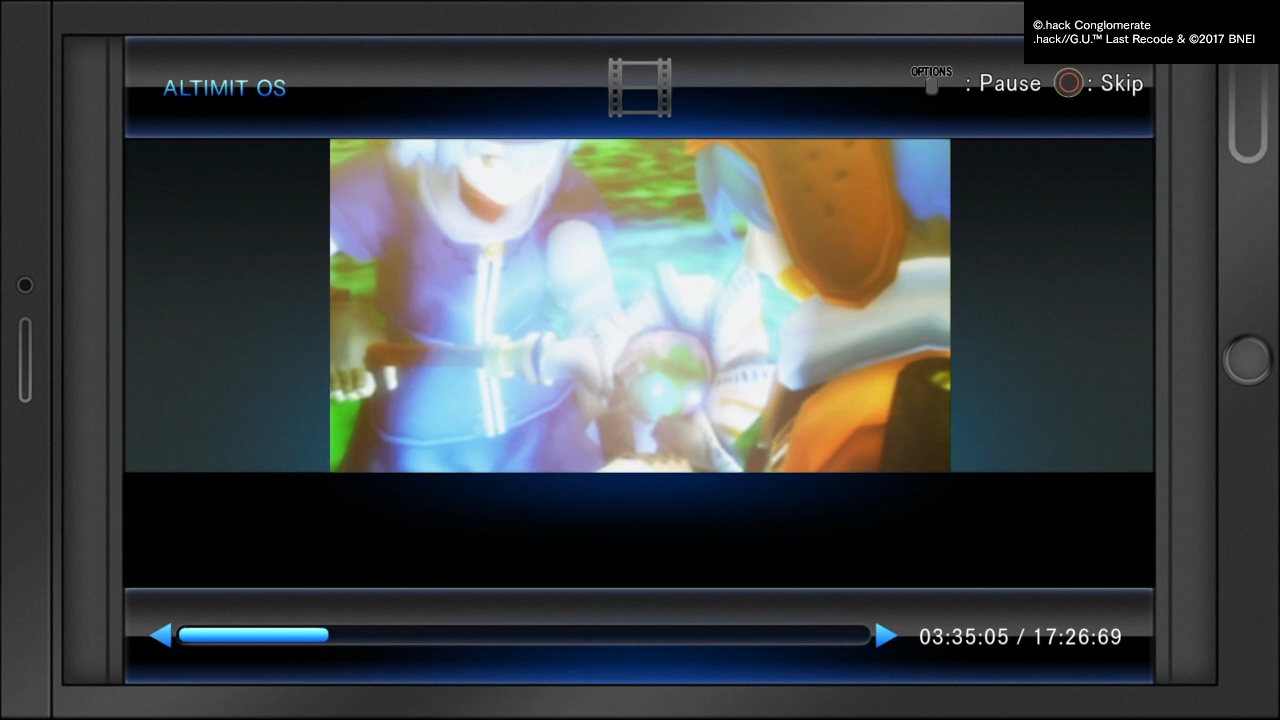 ©.hack Conglomerate
.hack//G.U.™ Last Recode & ©2017 BNEI
ALTIMIT OS
OPTIONS : Pause : Skip
03:35:05 / 17:26:69